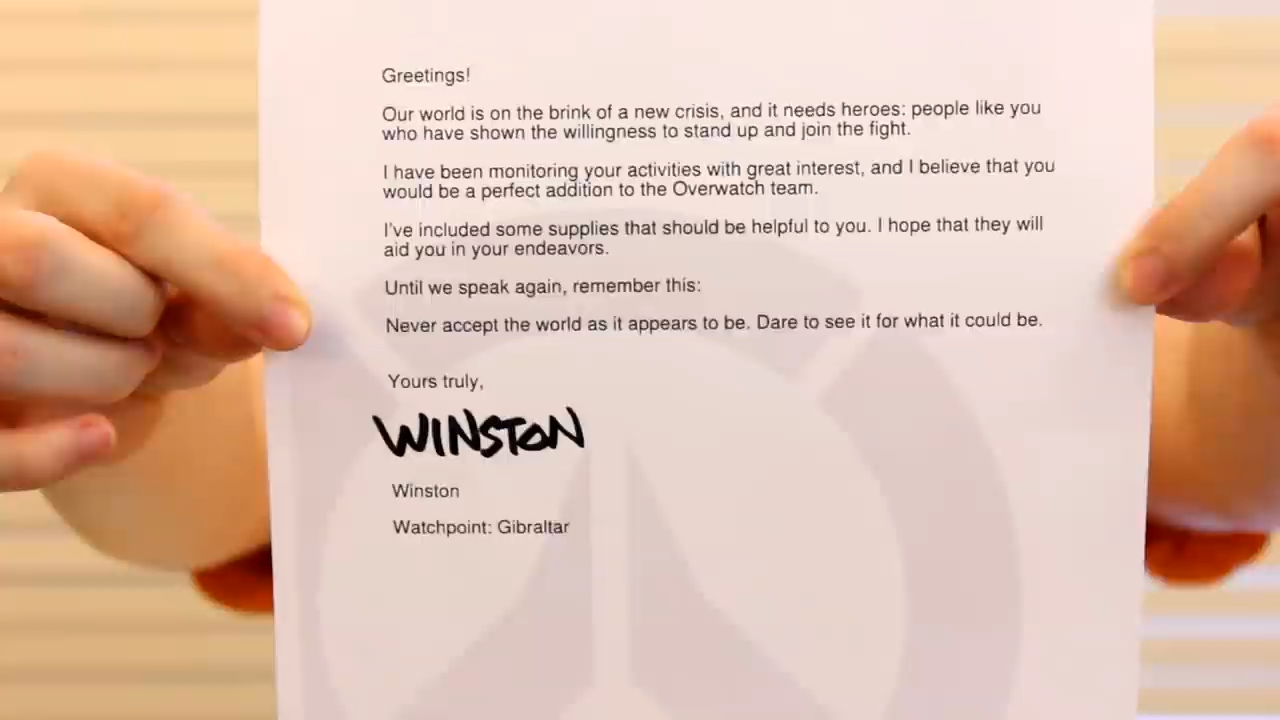 Greetings!
Our world is on the brink of a new crisis, and it needs heroes: people like you
who have shown the willingness to stand up and join the fight.
I have been monitoring your activities with great interest, and I believe that you
would be a perfect addition to the Overwatch team.
I've included some supplies that should be helpful to you. I hope that they will
aid you in your endeavors.
Until we speak again, remember this:
Never accept the world as it appears to be. Dare to see it for what it could be.
Yours truly,
WINSTON
Winston
Watchpoint: Gibraltar